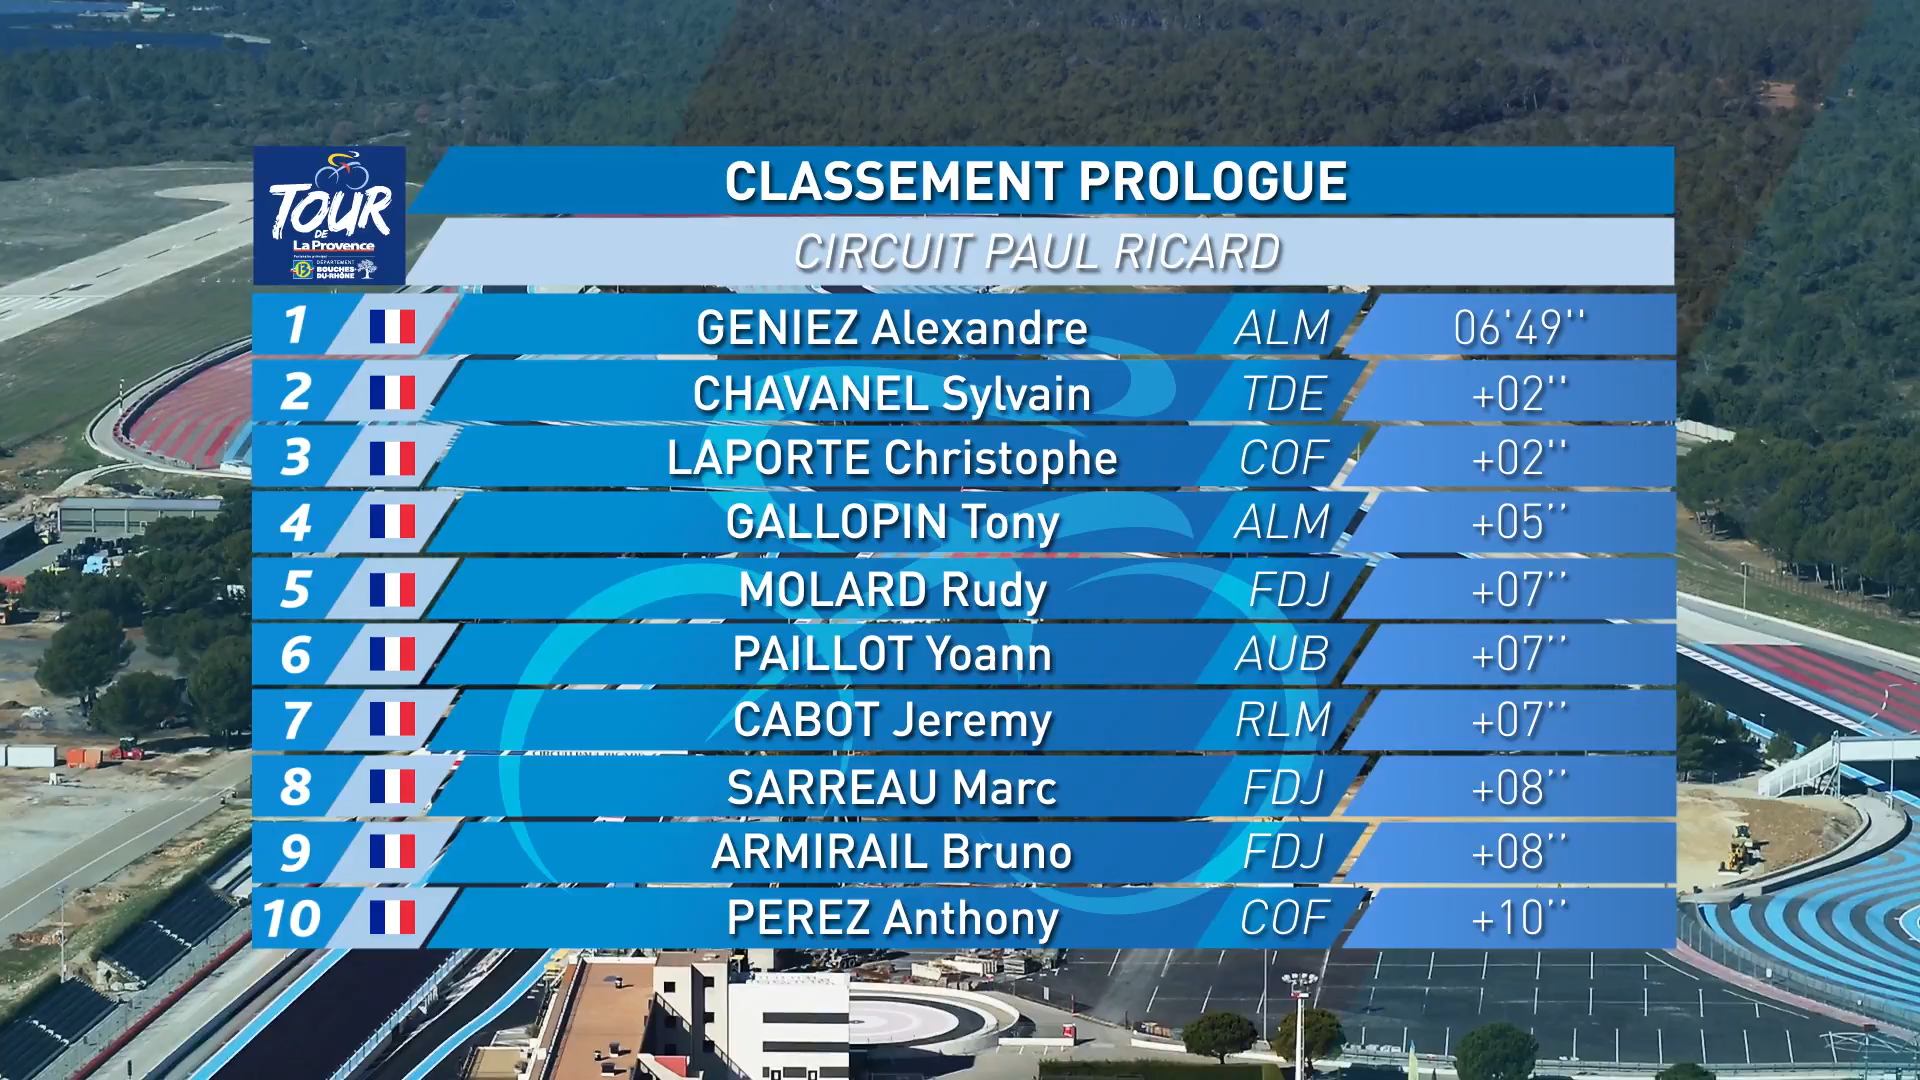 TOUR
DE
La Provence
Partenaire principal
DÉPARTEMENT
BOUCHES-
DU-RHÔNE
CLASSEMENT PROLOGUE
CIRCUIT PAUL RICARD
1 GENIEZ Alexandre ALM 06'49''
2 CHAVANEL Sylvain TDE +02''
3 LAPORTE Christophe COF +02''
4 GALLOPIN Tony ALM +05’’
5 MOLARD Rudy FDJ +07’’
6 PAILLOT Yoann AUB +07’’
7 CABOT Jeremy RLM +07’’
8 SARREAU Marc FDJ +08’’
9 ARMIRAIL Bruno FDJ +08’’
10 PEREZ Anthony COF +10’’